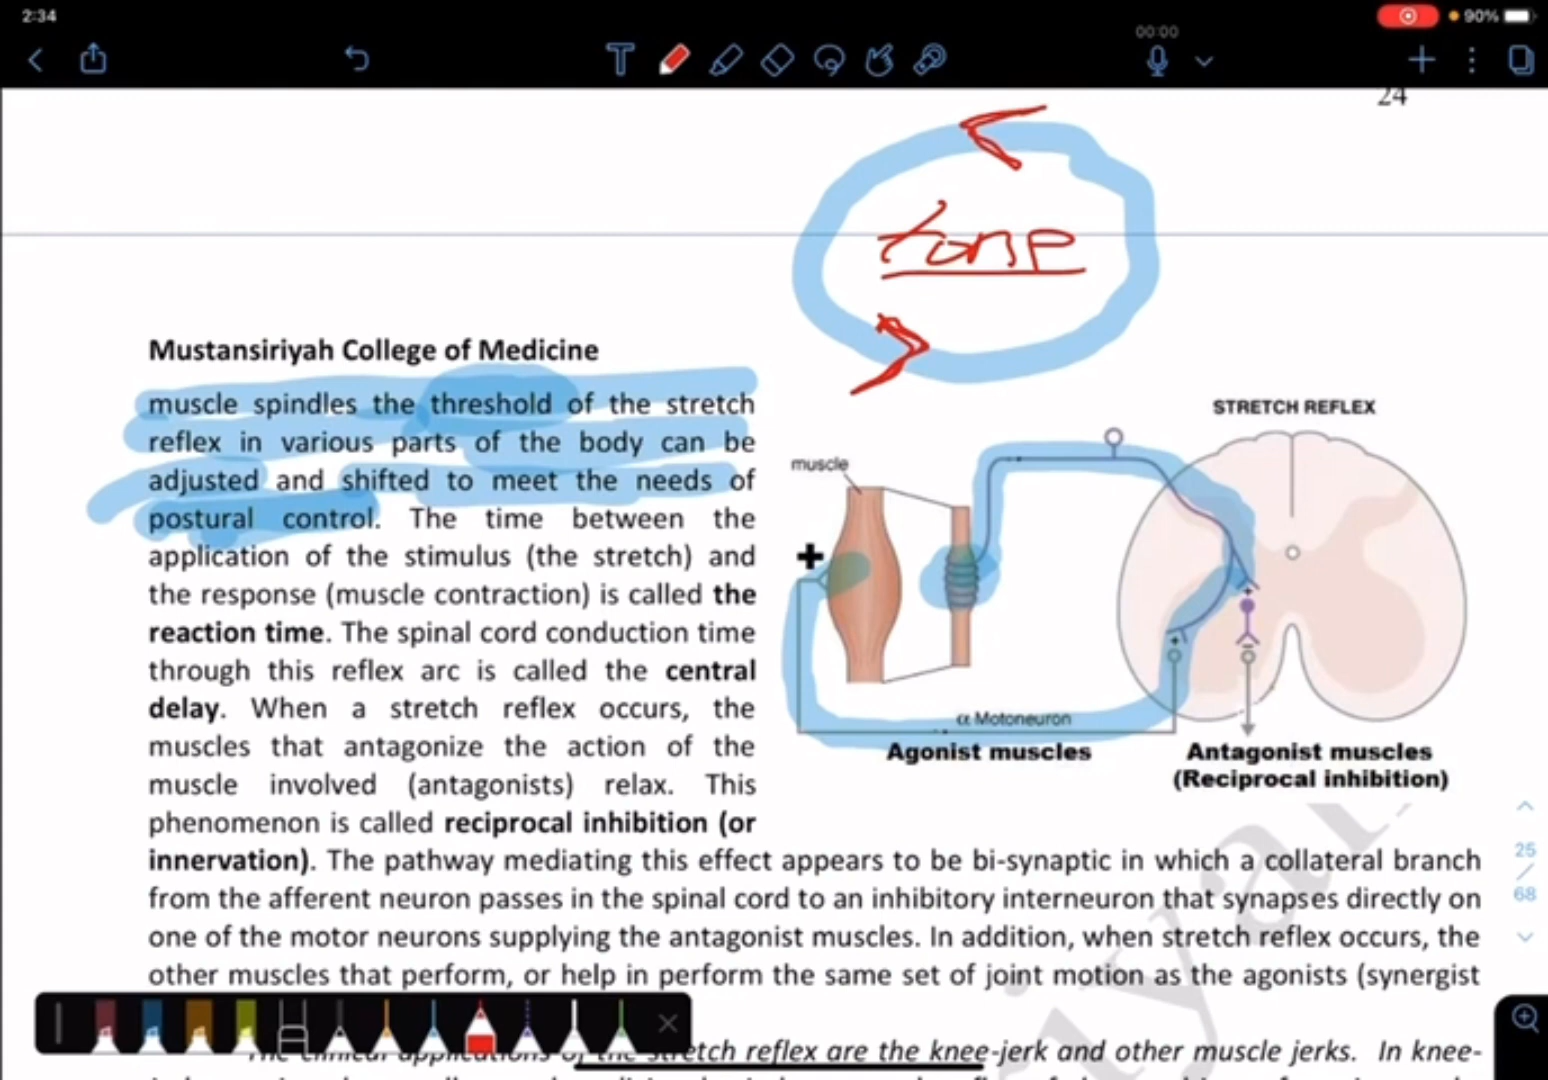 2:34
90%
00:00
T
24
tone
Mustansiriyah College of Medicine
muscle spindles the threshold of the stretch
reflex in various parts of the body can be
adjusted and shifted to meet the needs of
postural control. The time between the
application of the stimulus (the stretch) and
the response (muscle contraction) is called the
reaction time. The spinal cord conduction time
through this reflex arc is called the central
delay. When a stretch reflex occurs, the
muscles that antagonize the action of the
muscle involved (antagonists) relax. This
phenomenon is called reciprocal inhibition (or
innervation). The pathway mediating this effect appears to be bi-synaptic in which a collateral branch
from the afferent neuron passes in the spinal cord to an inhibitory interneuron that synapses directly on
one of the motor neurons supplying the antagonist muscles. In addition, when stretch reflex occurs, the
other muscles that perform, or help in perform the same set of joint motion as the agonists (synergist
STRETCH REFLEX
muscle
+
α Motoneuron
Agonist muscles
Antagonist muscles
(Reciprocal inhibition)
25
/
68
The clinical applications of the stretch reflex are the knee-jerk and other muscle jerks. In knee-